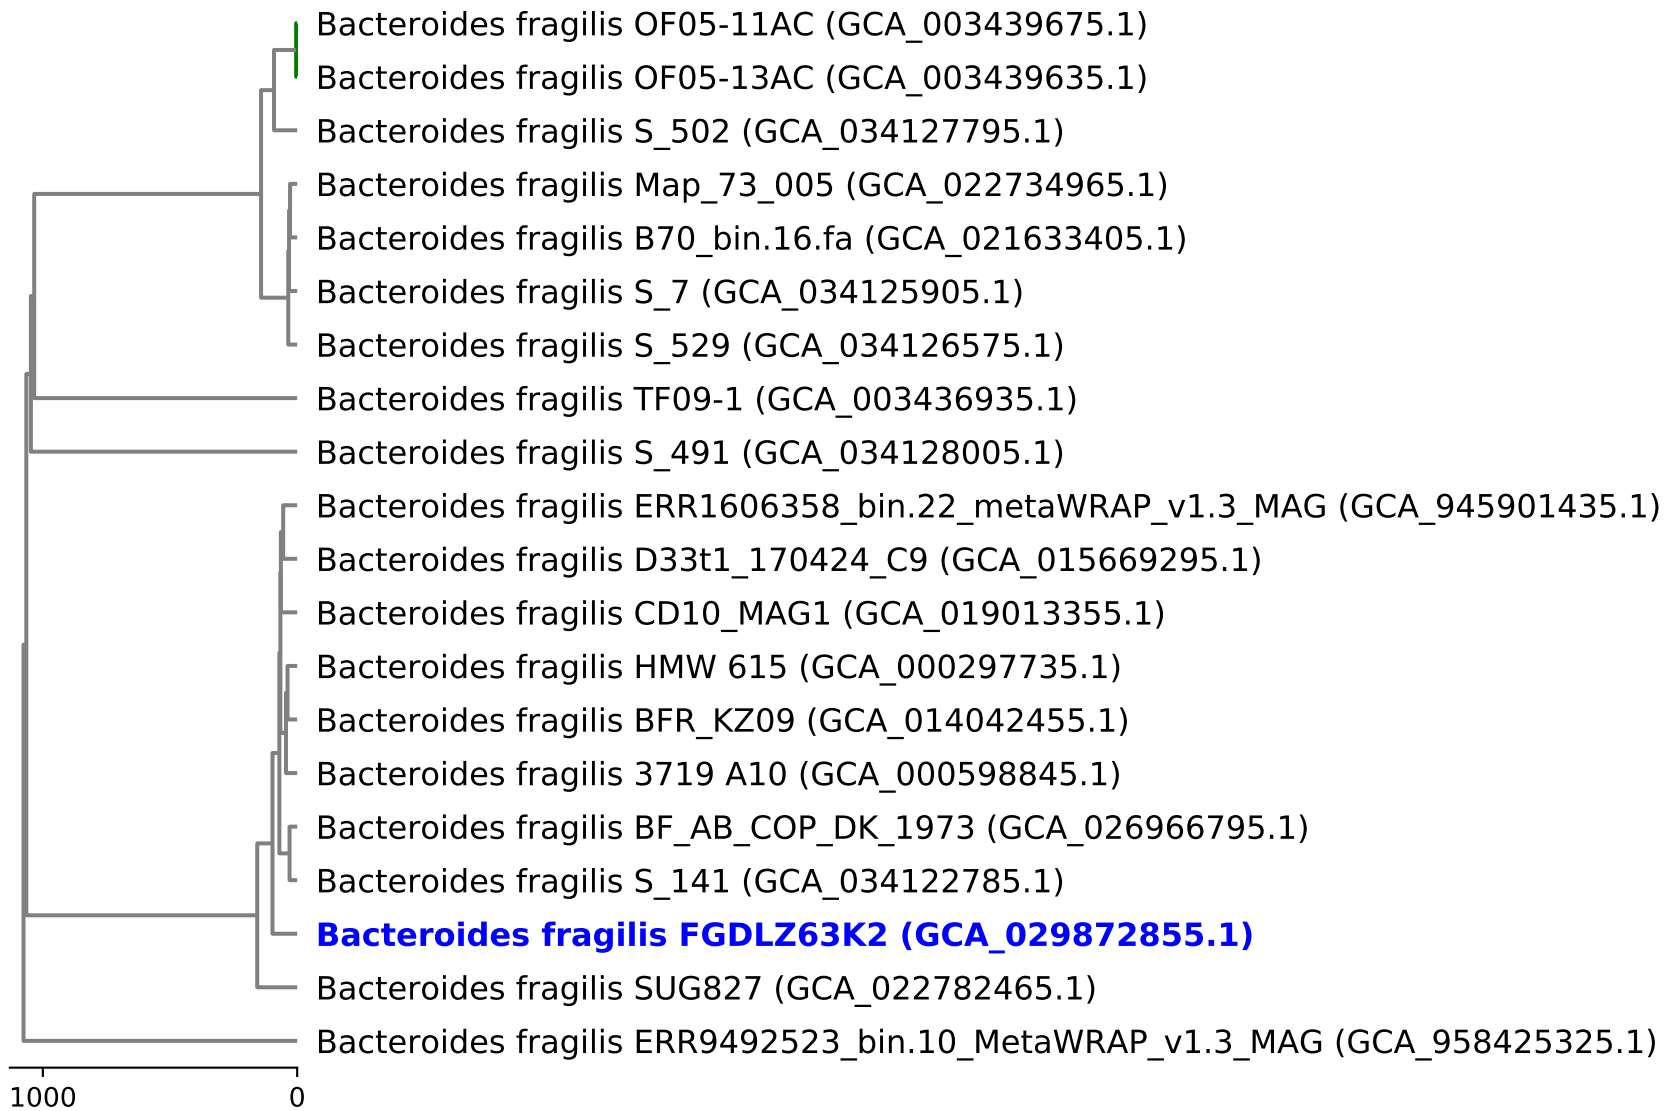 Bacteroides fragilis OF05-11AC (GCA_003439675.1)
Bacteroides fragilis OF05-13AC (GCA_003439635.1)
Bacteroides fragilis S_502 (GCA_034127795.1)
Bacteroides fragilis Map_73_005 (GCA_022734965.1)
Bacteroides fragilis B70_bin.16.fa (GCA_021633405.1)
Bacteroides fragilis S_7 (GCA_034125905.1)
Bacteroides fragilis S_529 (GCA_034126575.1)
Bacteroides fragilis TF09-1 (GCA_003436935.1)
Bacteroides fragilis S_491 (GCA_034128005.1)
Bacteroides fragilis ERR1606358_bin.22_metaWRAP_v1.3_MAG (GCA_945901435.1)
Bacteroides fragilis D33t1_170424_C9 (GCA_015669295.1)
Bacteroides fragilis CD10_MAG1 (GCA_019013355.1)
Bacteroides fragilis HMW 615 (GCA_000297735.1)
Bacteroides fragilis BFR_KZ09 (GCA_014042455.1)
Bacteroides fragilis 3719 A10 (GCA_000598845.1)
Bacteroides fragilis BF_AB_COP_DK_1973 (GCA_026966795.1)
Bacteroides fragilis S_141 (GCA_034122785.1)
Bacteroides fragilis FGDLZ63K2 (GCA_029872855.1)
Bacteroides fragilis SUG827 (GCA_022782465.1)
Bacteroides fragilis ERR9492523_bin.10_MetaWRAP_v1.3_MAG (GCA_958425325.1)
1000 0